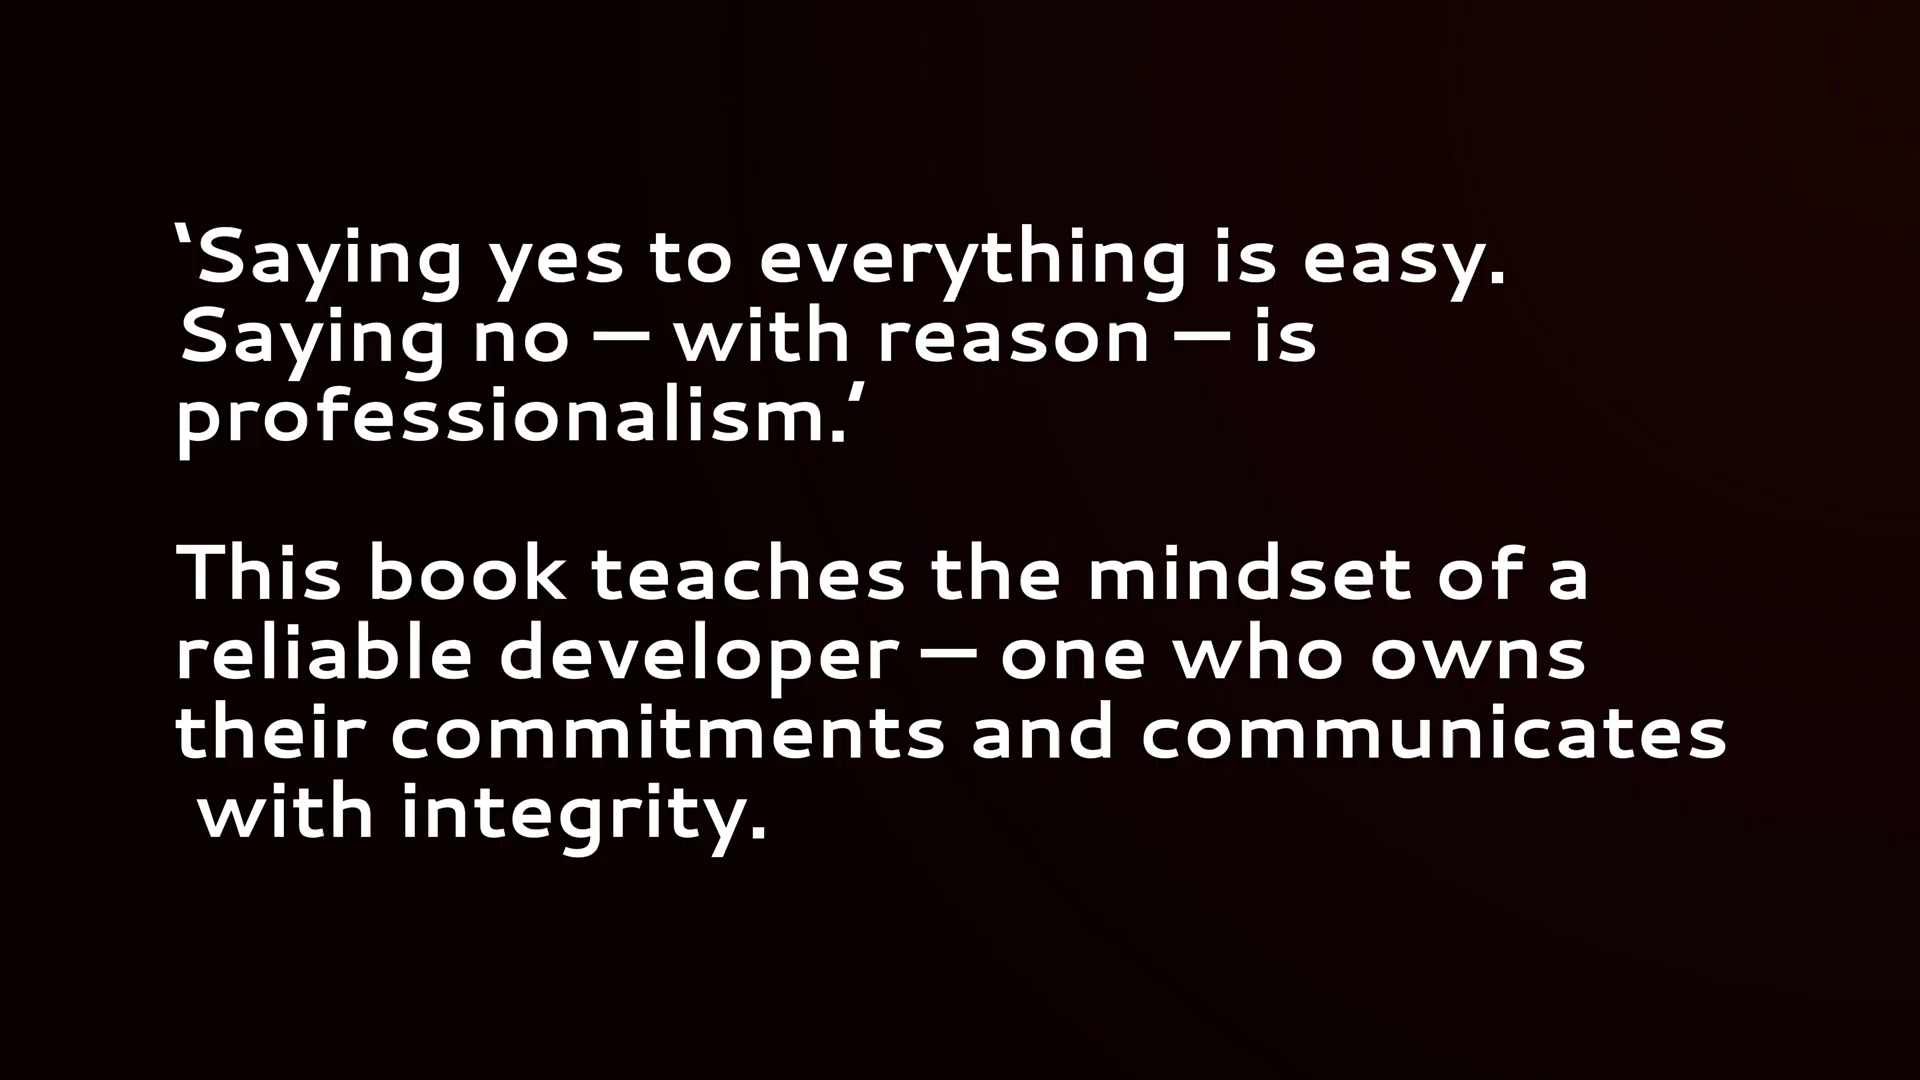 ‘Saying yes to everything is easy.
Saying no — with reason — is
professionalism.’
This book teaches the mindset of a
reliable developer — one who owns
their commitments and communicates
with integrity.